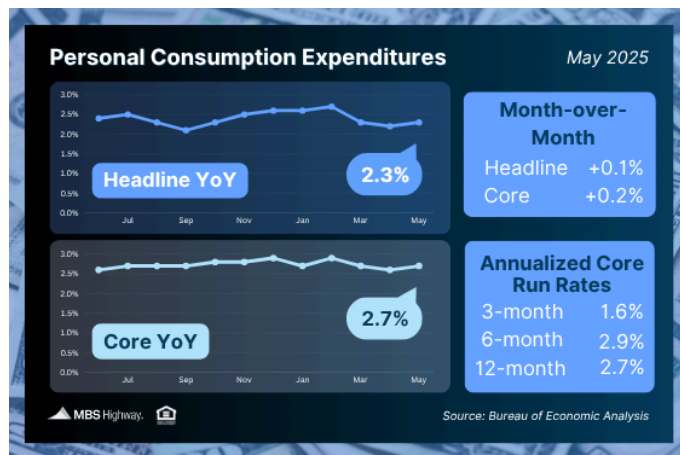 Personal Consumption Expenditures
May 2025
3.0%
2.5%
2.0%
1.5%
1.0%
0.5%
0.0%
Headline YoY
2.3%
Jul Sep Nov Jan Mar May
Month-over-
Month
Headline +0.1%
Core +0.2%
3.0%
2.5%
2.0%
1.5%
1.0%
0.5%
0.0%
Core YoY
2.7%
Jul Sep Nov Jan Mar May
Annualized Core
Run Rates
3-month 1.6%
6-month 2.9%
12-month 2.7%
MBS Highway.
Source: Bureau of Economic Analysis